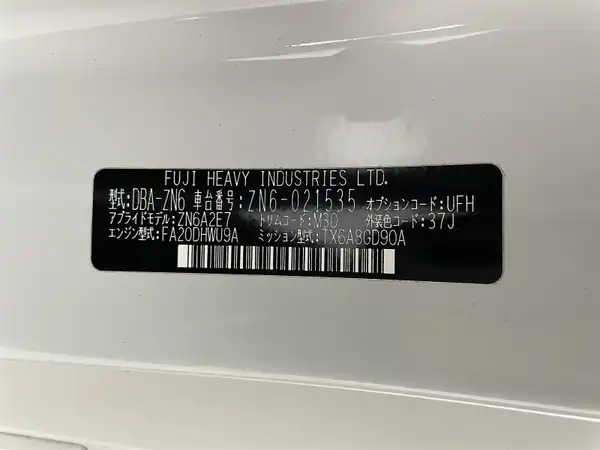 FUJI HEAVY INDUSTRIES LTD.
型式:DBA-ZN6 車台番号:ZN6-021535 オプションコード:UFH
アプライドモデル:ZN6A2E7 トリムコード:M30 外装色コード:37J
エンジン型式:FA20DHWU9A ミッション型式:TX6A8GD90A